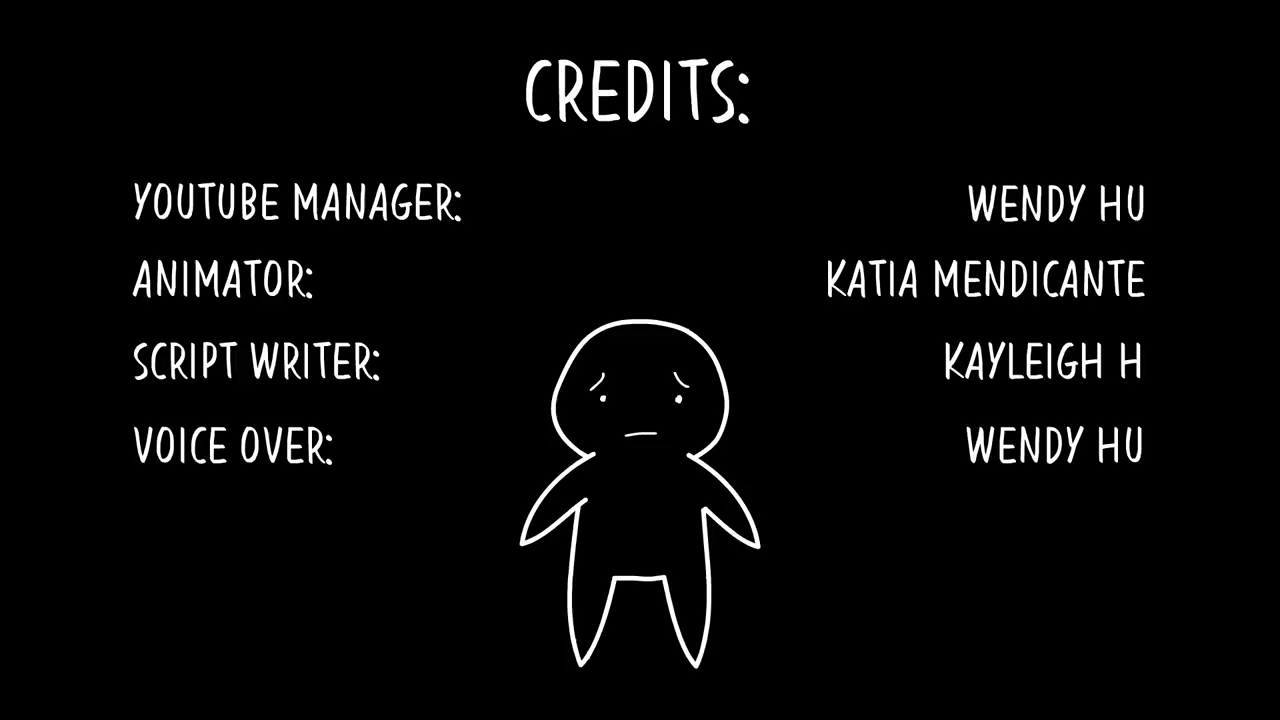 CREDITS:
YOUTUBE MANAGER: WENDY HU
ANIMATOR: KATIA MENDICANTE
SCRIPT WRITER: KAYLEIGH H
VOICE OVER: WENDY HU